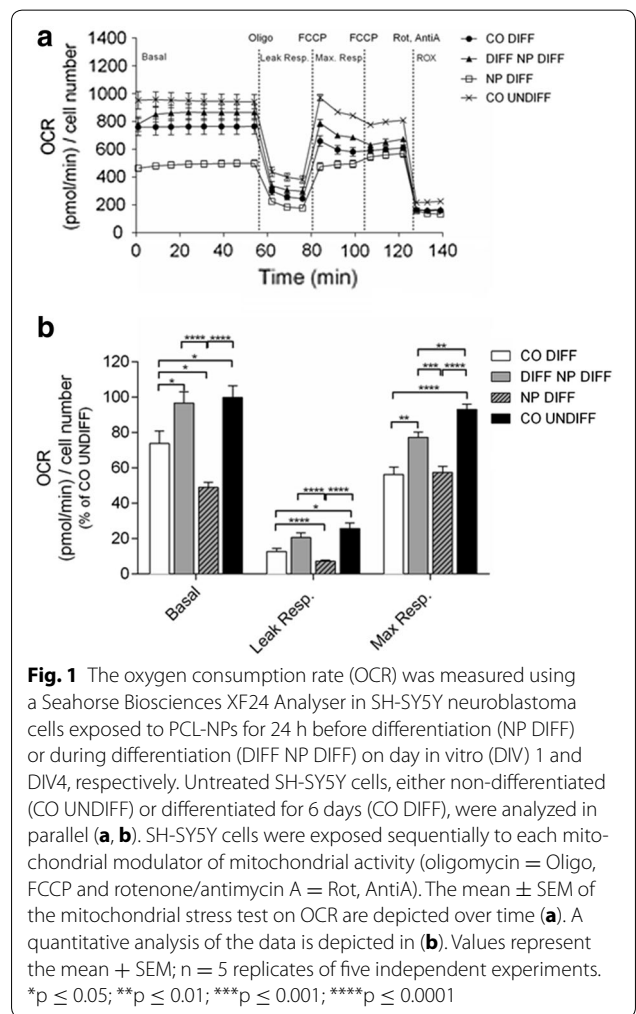 a
1400
1200
1000
800
600
400
200
0
OCR
(pmol/min) / cell number
Oligo FCCP FCCP Rot, AntiA
Basal Leak Resp. Max. Resp. ROX
0 20 40 60 80 100 120 140
Time (min)
CO DIFF
DIFF NP DIFF
NP DIFF
CO UNDIFF
b
120
100
80
60
40
20
0
OCR
(pmol/min) / cell number
(% of CO UNDIFF)
**** ****
*
*
*
**** ****
*
****
**
*** ****
****
**
Basal
Leak Resp.
Max Resp.
CO DIFF
DIFF NP DIFF
NP DIFF
CO UNDIFF
Fig. 1 The oxygen consumption rate (OCR) was measured using
a Seahorse Biosciences XF24 Analyser in SH-SY5Y neuroblastoma
cells exposed to PCL-NPs for 24 h before differentiation (NP DIFF)
or during differentiation (DIFF NP DIFF) on day in vitro (DIV) 1 and
DIV4, respectively. Untreated SH-SY5Y cells, either non-differentiated
(CO UNDIFF) or differentiated for 6 days (CO DIFF), were analyzed in
parallel (a, b). SH-SY5Y cells were exposed sequentially to each mito-
chondrial modulator of mitochondrial activity (oligomycin = Oligo,
FCCP and rotenone/antimycin A = Rot, AntiA). The mean ± SEM of
the mitochondrial stress test on OCR are depicted over time (a). A
quantitative analysis of the data is depicted in (b). Values represent
the mean + SEM; n = 5 replicates of five independent experiments.
*p ≤ 0.05; **p ≤ 0.01; ***p ≤ 0.001; ****p ≤ 0.0001